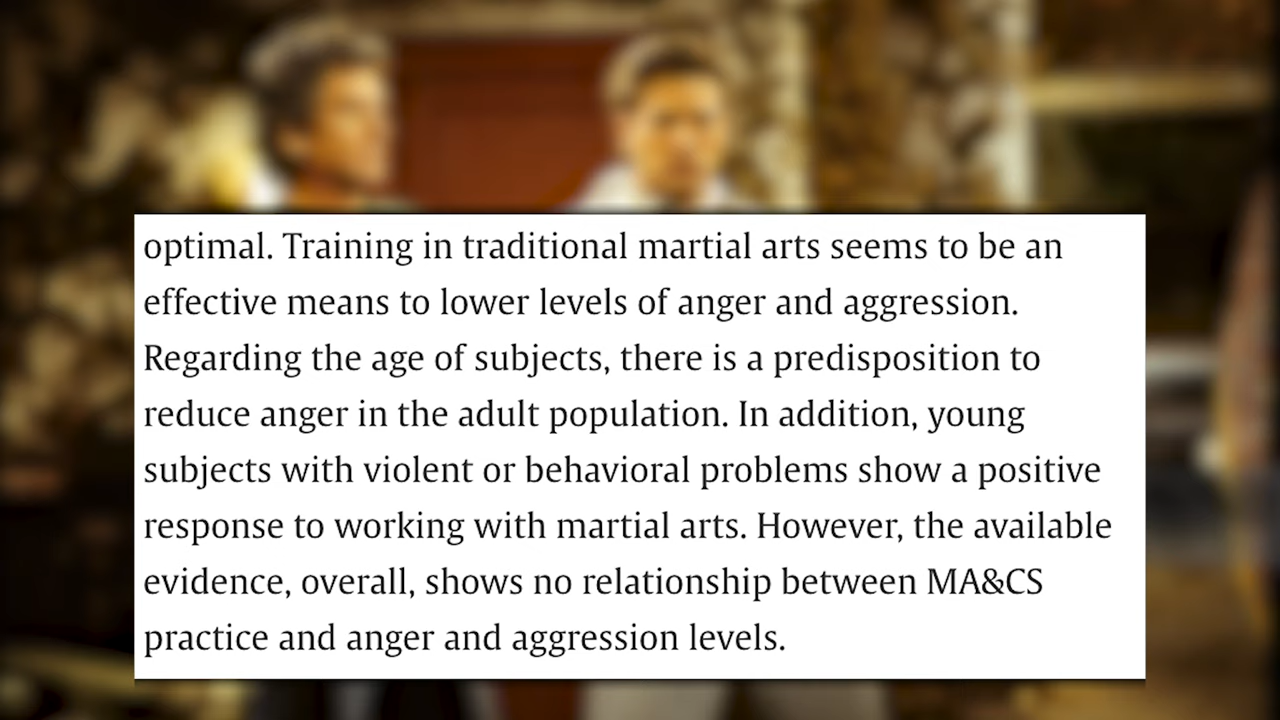 optimal. Training in traditional martial arts seems to be an
effective means to lower levels of anger and aggression.
Regarding the age of subjects, there is a predisposition to
reduce anger in the adult population. In addition, young
subjects with violent or behavioral problems show a positive
response to working with martial arts. However, the available
evidence, overall, shows no relationship between MA&CS
practice and anger and aggression levels.